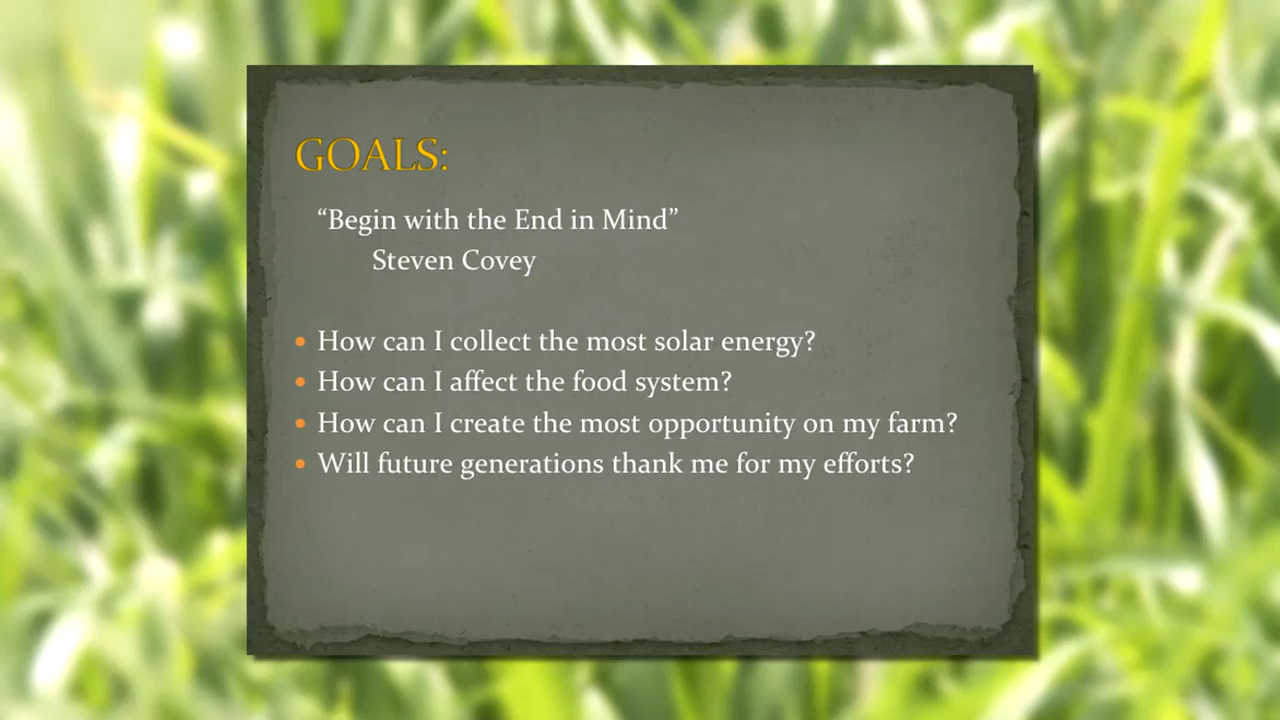 GOALS:
“Begin with the End in Mind”
Steven Covey
• How can I collect the most solar energy?
• How can I affect the food system?
• How can I create the most opportunity on my farm?
• Will future generations thank me for my efforts?